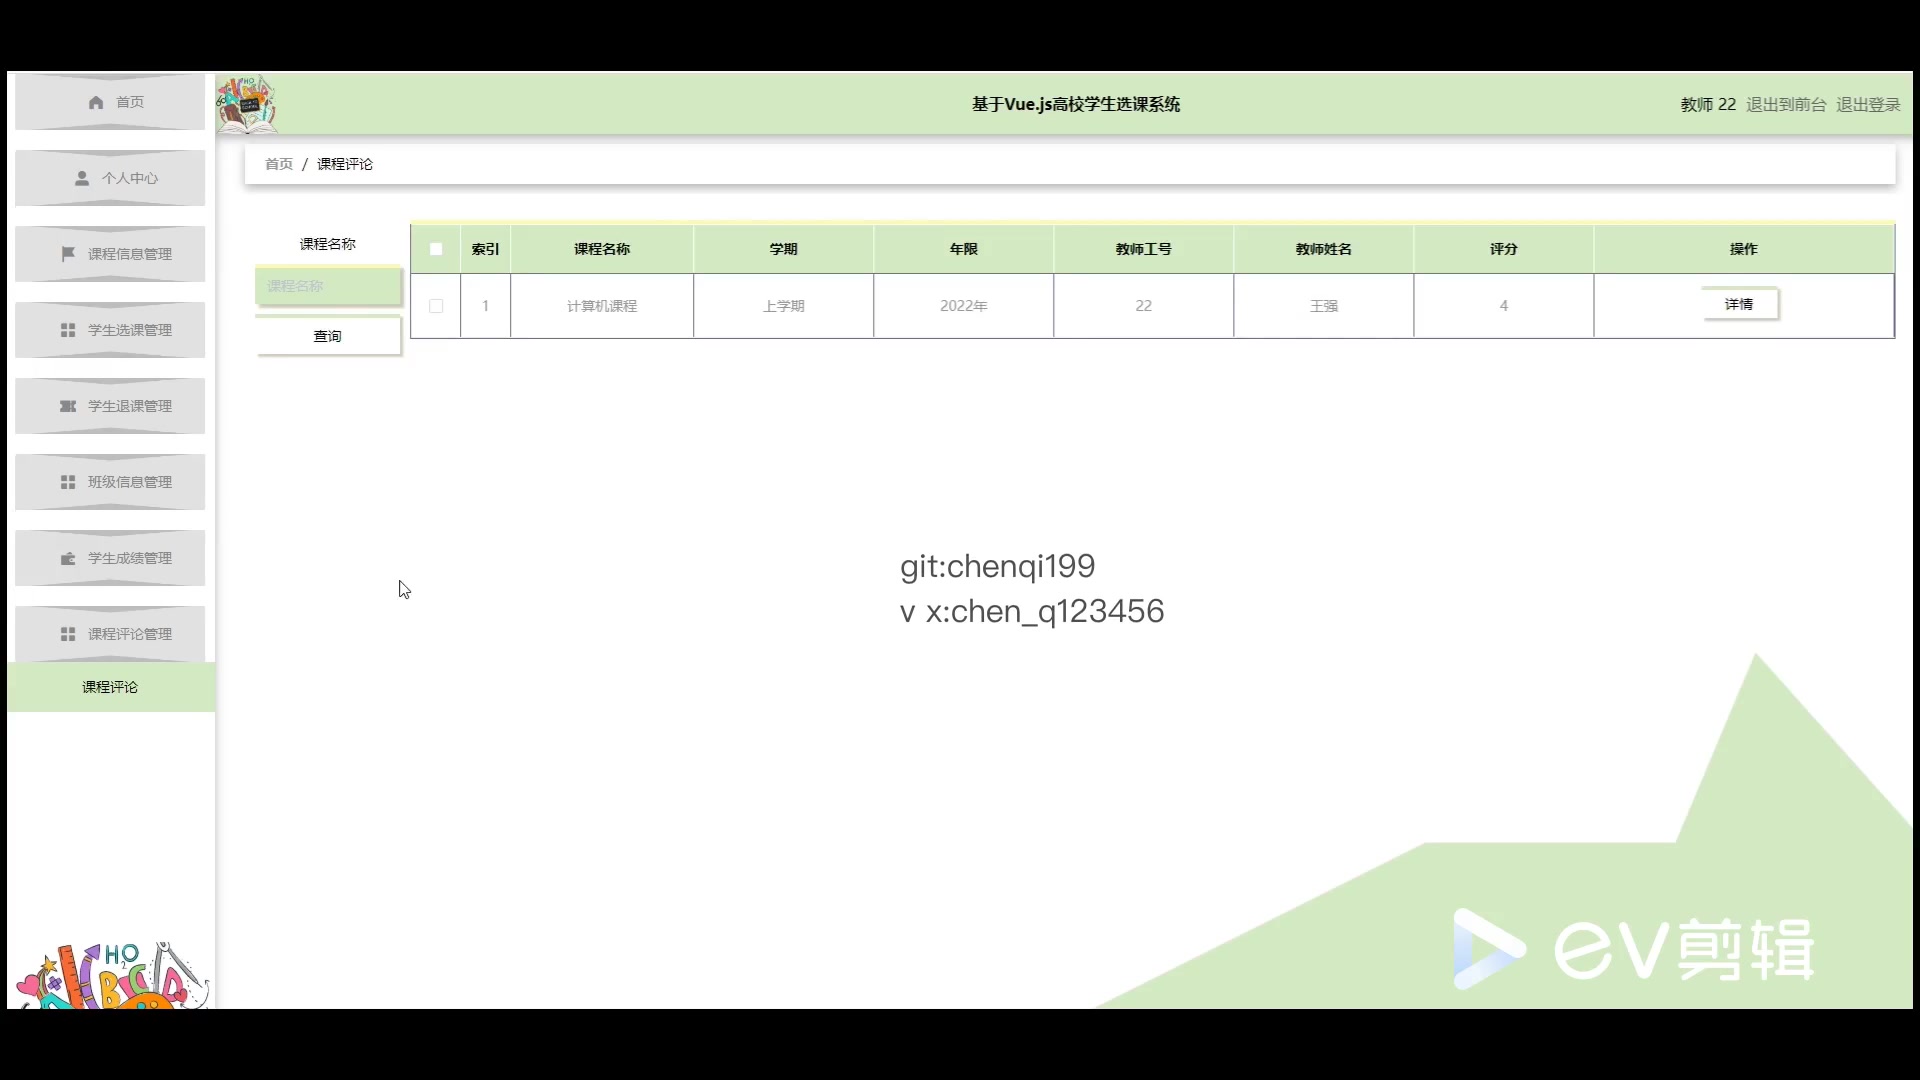 首页
个人中心
课程信息管理
学生选课管理
学生退课管理
班级信息管理
学生成绩管理
课程评论管理
课程评论
基于Vue.js高校学生选课系统
教师 22 退出到前台 退出登录
首页 / 课程评论
课程名称
课程名称
查询
索引 课程名称 学期 年限 教师工号 教师姓名 评分 操作
1 计算机课程 上学期 2022年 22 王强 4 详情
git:chenqi199
v x:chen_q123456
eV剪辑
HO
2